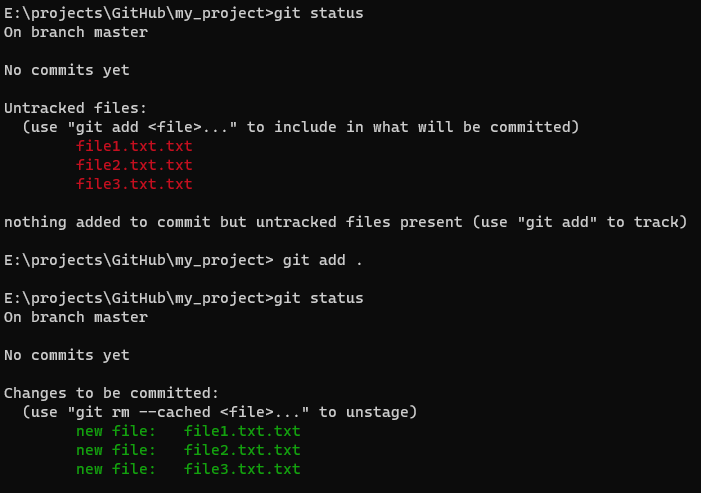 E:\projects\GitHub\my_project>git status
On branch master
No commits yet
Untracked files:
(use "git add <file>..." to include in what will be committed)
file1.txt.txt
file2.txt.txt
file3.txt.txt
nothing added to commit but untracked files present (use "git add" to track)
E:\projects\GitHub\my_project> git add .
E:\projects\GitHub\my_project>git status
On branch master
No commits yet
Changes to be committed:
(use "git rm --cached <file>..." to unstage)
new file:   file1.txt.txt
new file:   file2.txt.txt
new file:   file3.txt.txt